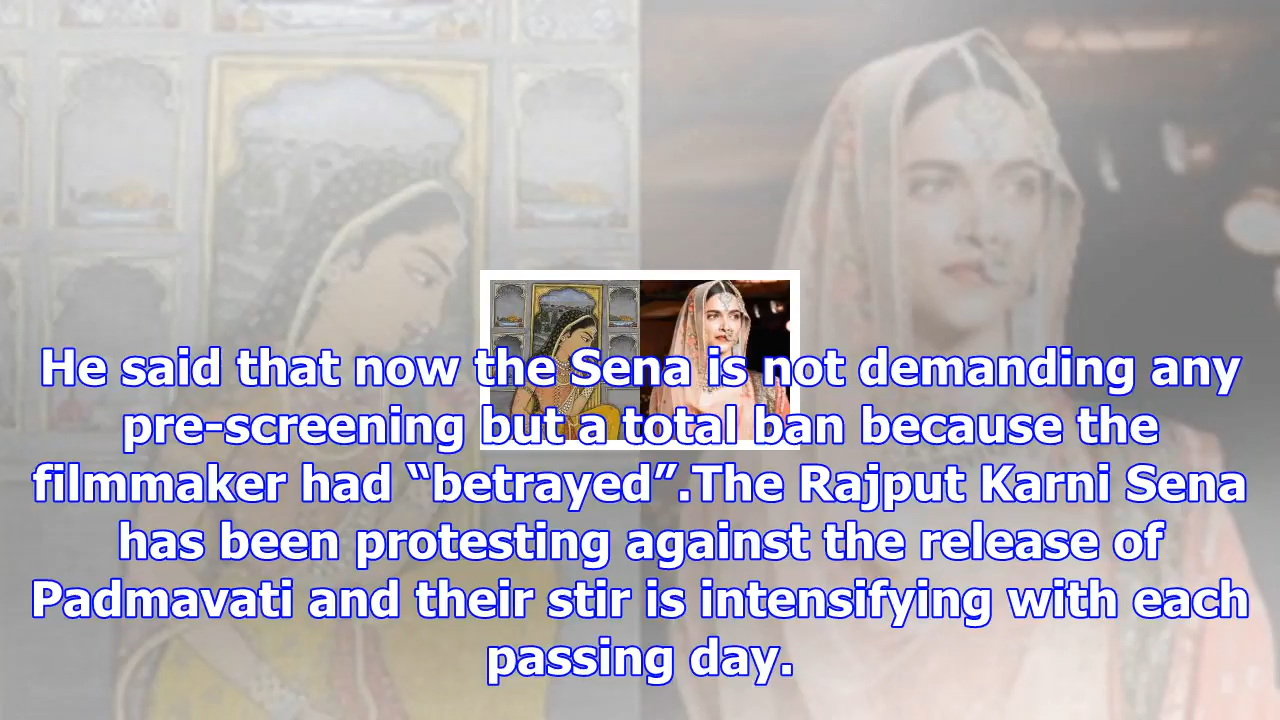 He said that now the Sena is not demanding any
pre-screening but a total ban because the
filmmaker had “betrayed”.The Rajput Karni Sena
has been protesting against the release of
Padmavati and their stir is intensifying with each
passing day.